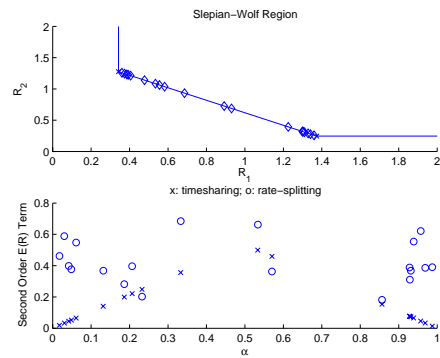 Slepian−Wolf Region
2
1.5
1
0.5
0
R2
0 0.2 0.4 0.6 0.8 1 1.2 1.4 1.6 1.8 2
R1
x: timesharing; o: rate−splitting
0.8
0.6
0.4
0.2
0
Second Order E(R) Term
0 0.1 0.2 0.3 0.4 0.5 0.6 0.7 0.8 0.9 1
α